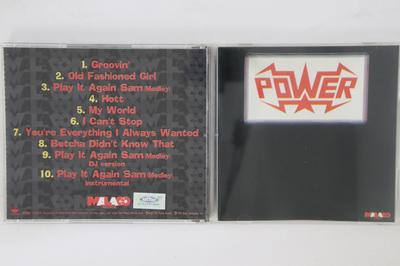 1. Groovin'
2. Old Fashioned Girl
3. Play It Again Sam (Medley)
4. Hott
5. My World
6. I Can't Stop
7. You're Everything I Always Wanted
8. Betcha Didn't Know That
9. Play It Again Sam (Medley)
DJ version
10. Play It Again Sam (Medley)
instrumental
MALACO
POWER
MALACO